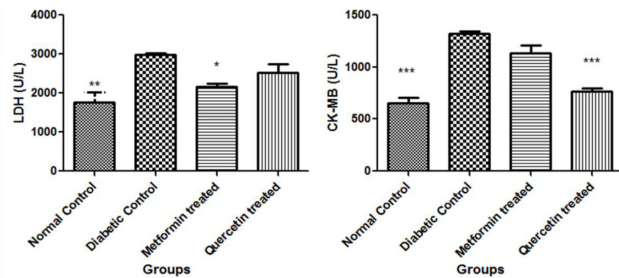 LDH (U/L)
4000
3000
2000
1000
0
**
*
Normal Control
Diabetic Control
Metformin treated
Quercetin treated
Groups
CK-MB (U/L)
1500
1000
500
0
***
***
Normal Control
Diabetic Control
Metformin treated
Quercetin treated
Groups